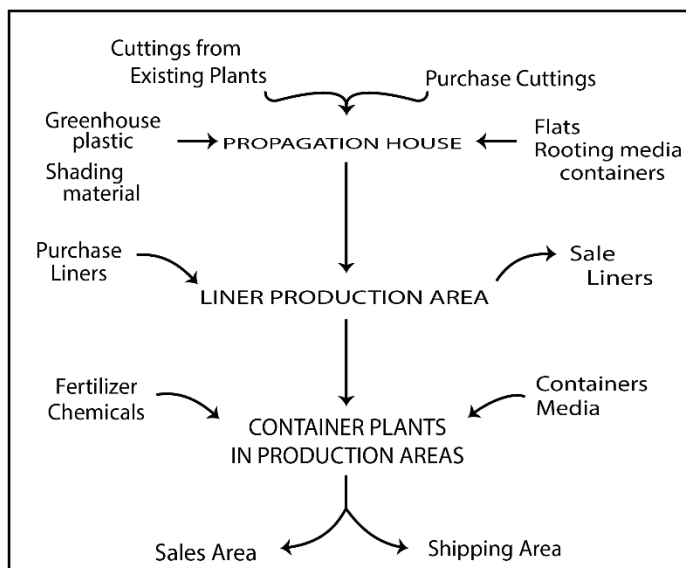 Cuttings from
Existing Plants
Purchase Cuttings
Greenhouse
plastic
Shading
material
PROPAGATION HOUSE
Flats
Rooting media
containers
Purchase
Liners
LINER PRODUCTION AREA
Sale
Liners
Fertilizer
Chemicals
CONTAINER PLANTS
IN PRODUCTION AREAS
Containers
Media
Sales Area
Shipping Area